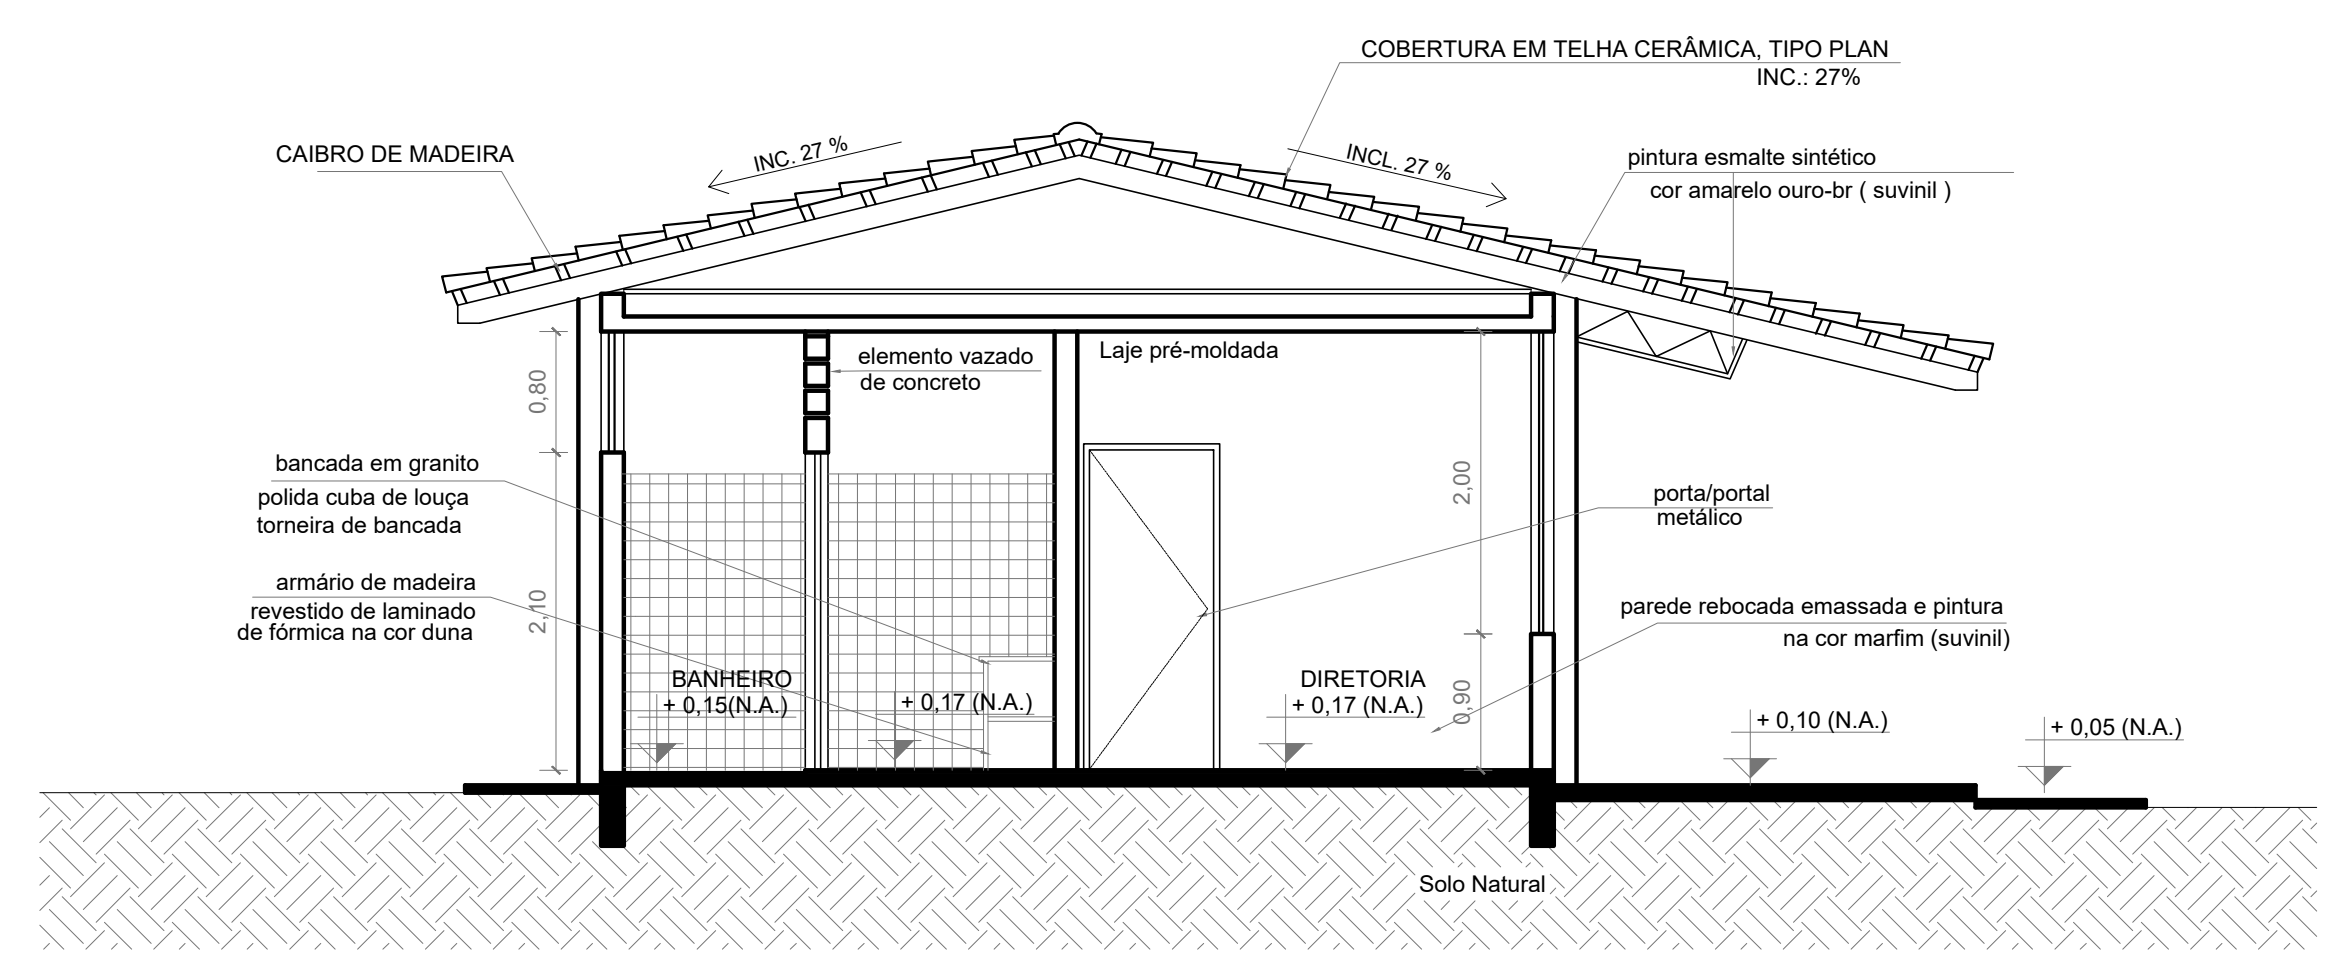 COBERTURA EM TELHA CERÂMICA, TIPO PLAN
INC.: 27%
CAIBRO DE MADEIRA
INC. 27 %
INCL. 27 %
pintura esmalte sintético
cor amarelo ouro-br ( suvinil )
elemento vazado
de concreto
Laje pré-moldada
0,80
bancada em granito
polida cuba de louça
torneira de bancada
2,00
porta/portal
metálico
armário de madeira
revestido de laminado
de fórmica na cor duna
2,10
parede rebocada emassada e pintura
na cor marfim (suvinil)
BANHEIRO
+ 0,15(N.A.)
+ 0,17 (N.A.)
DIRETORIA
+ 0,17 (N.A.)
0,90
+ 0,10 (N.A.)
+ 0,05 (N.A.)
Solo Natural